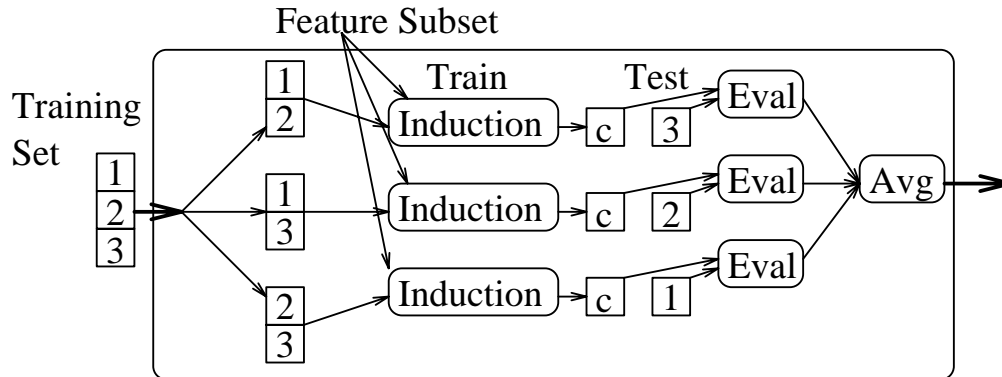 Feature Subset
Training
Set
1
2
3
Train
Test
1
2
Induction
c
3
Eval
1
3
Induction
c
2
Eval
Avg
2
3
Induction
c
1
Eval